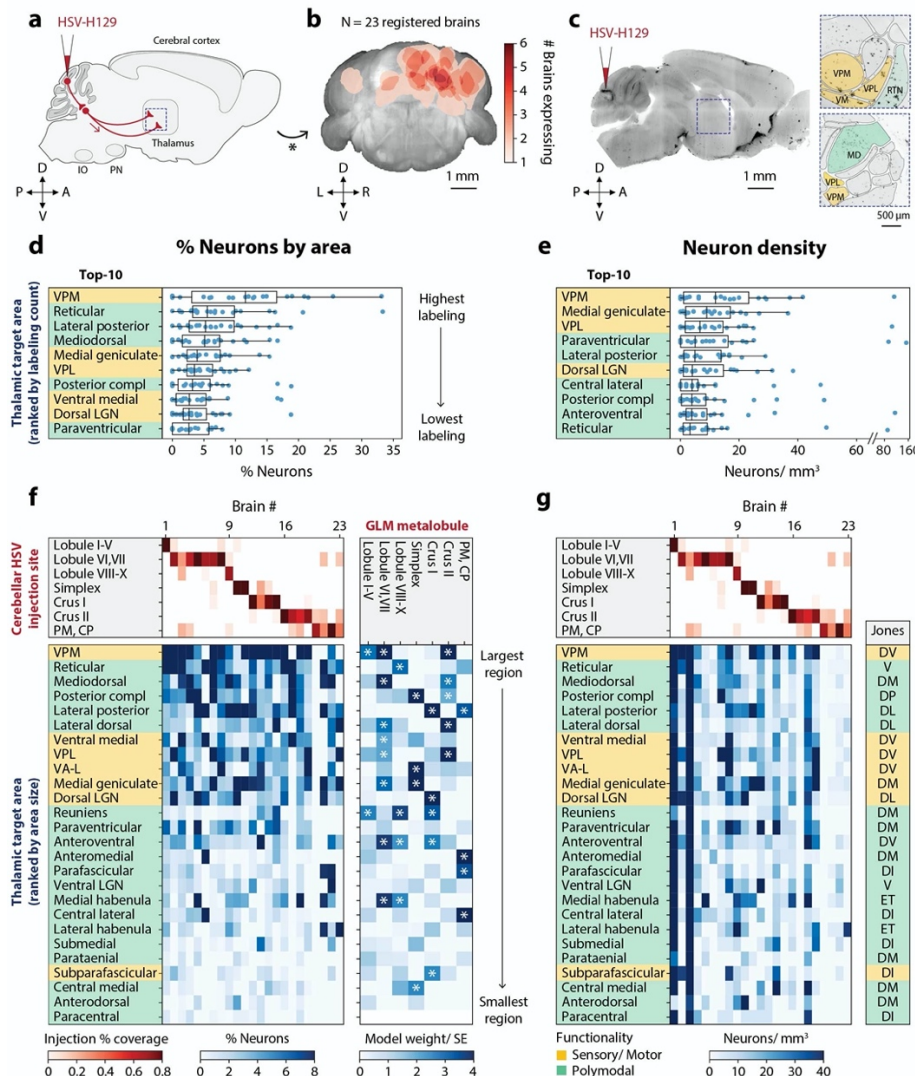 a
HSV-H129
Cerebral cortex
Thalamus
IO PN
D
P A
V
b
N = 23 registered brains
*
6
5
4
3
2
1
# Brains expressing
D
L R
V
1 mm
c
HSV-H129
D
P A
V
1 mm
VPM
VPL
VM
RTN
MD
VPL
VPM
500 µm
d
% Neurons by area
Top-10
Thalamic target area
(ranked by labeling count)
VPM
Reticular
Lateral posterior
Mediodorsal
Medial geniculate
VPL
Posterior compl
Ventral medial
Dorsal LGN
Paraventricular
Highest
labeling
Lowest
labeling
0 5 10 15 20 25 30 35
% Neurons
e
Neuron density
Top-10
VPM
Medial geniculate
VPL
Paraventricular
Lateral posterior
Dorsal LGN
Central lateral
Posterior compl
Anteroventral
Reticular
0 20 40 60 80 160
Neurons/ mm³
f
Brain #
1 9 16 23
Cerebellar HSV
injection site
Lobule I-V
Lobule VI,VII
Lobule VIII-X
Simplex
Crus I
Crus II
PM, CP
GLM metalobule
Lobule I-V
Lobule VI,VII
Lobule VIII-X
Simplex
Crus I
Crus II
PM, CP
Thalamic target area
(ranked by area size)
VPM
Reticular
Mediodorsal
Posterior compl
Lateral posterior
Lateral dorsal
Ventral medial
VPL
VA-L
Medial geniculate
Dorsal LGN
Reuniens
Paraventricular
Anteroventral
Anteromedial
Parafascicular
Ventral LGN
Medial habenula
Central lateral
Lateral habenula
Submedial
Parataenial
Subparafascicular
Central medial
Anterodorsal
Paracentral
Largest
region
Smallest
region
Injection % coverage
0 0.2 0.4 0.6 0.8
% Neurons
0 2 4 6 8
Model weight/ SE
0 1 2 3 4
g
Brain #
1 9 16 23
Lobule I-V
Lobule VI,VII
Lobule VIII-X
Simplex
Crus I
Crus II
PM, CP
Jones
VPM DV
Reticular V
Mediodorsal DM
Posterior compl DP
Lateral posterior DL
Lateral dorsal DL
Ventral medial DV
VPL DV
VA-L DV
Medial geniculate DM
Dorsal LGN DL
Reuniens DM
Paraventricular DM
Anteroventral DV
Anteromedial DM
Parafascicular DI
Ventral LGN V
Medial habenula ET
Central lateral DI
Lateral habenula ET
Submedial DI
Parataenial DM
Subparafascicular DI
Central medial DM
Anterodorsal DM
Paracentral DI
Functionality
Sensory/ Motor
Polymodal
Neurons/ mm³
0 10 20 30 40